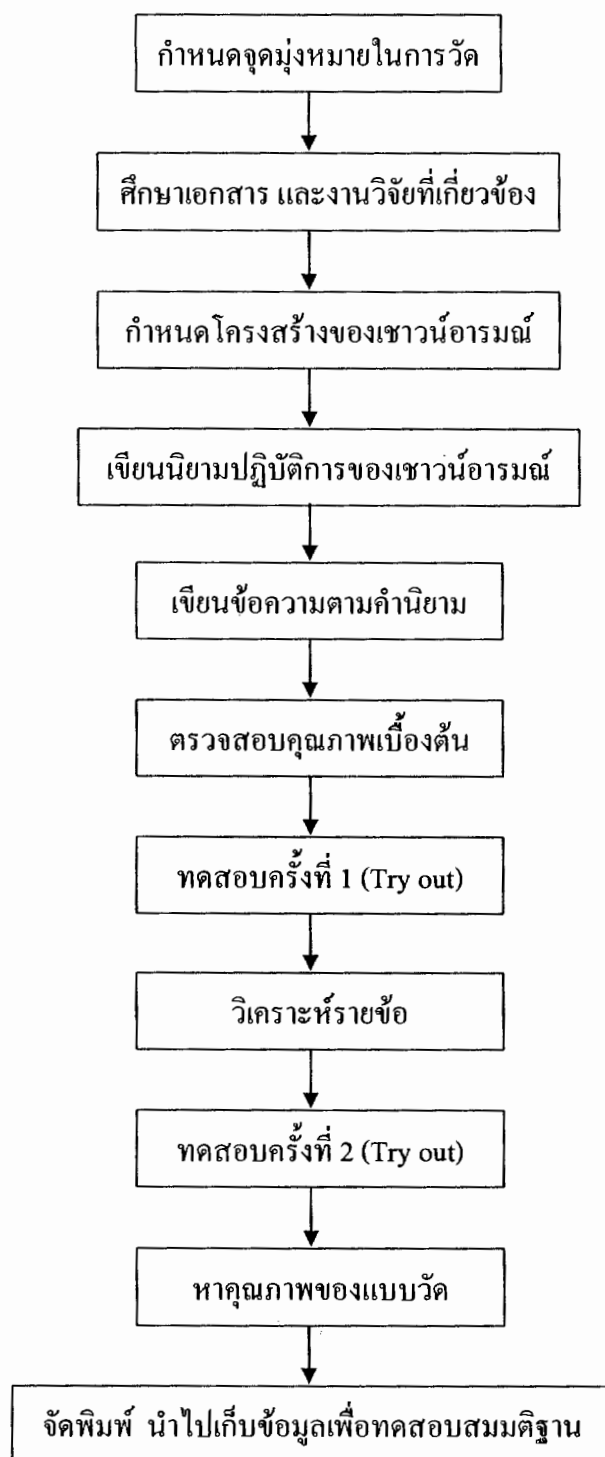 กำหนดจุดมุ่งหมายในการวัด
ศึกษาเอกสาร และงานวิจัยที่เกี่ยวข้อง
กำหนดโครงสร้างของเชาวน์อารมณ์
เขียนนิยามปฏิบัติการของเชาวน์อารมณ์
เขียนข้อความตามคำนิยาม
ตรวจสอบคุณภาพเบื้องต้น
ทดสอบครั้งที่ 1 (Try out)
วิเคราะห์รายข้อ
ทดสอบครั้งที่ 2 (Try out)
หาคุณภาพของแบบวัด
จัดพิมพ์ นำไปเก็บข้อมูลเพื่อทดสอบสมมติฐาน